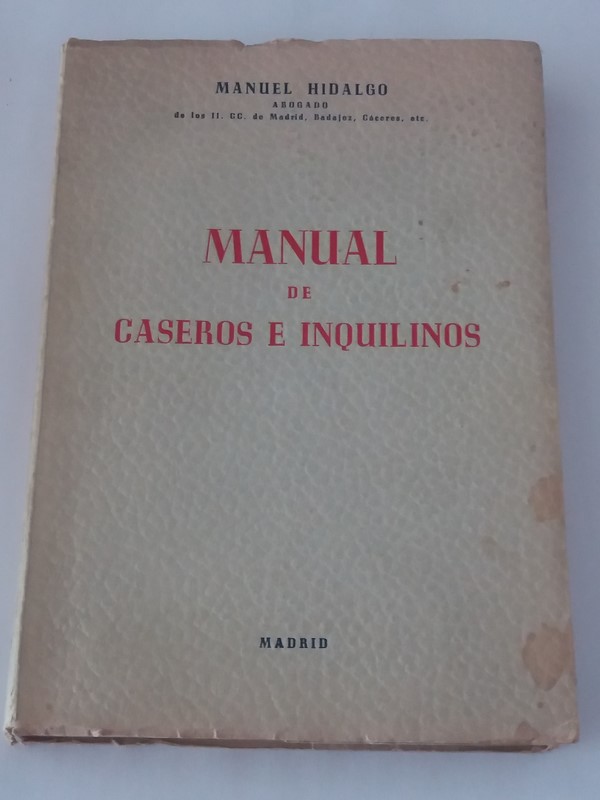 MANUEL HIDALGO
ABOGADO
de los II. CC. de Madrid, Badajoz, Cáceres, etc.
MANUAL
DE
CASEROS E INQUILINOS
MADRID